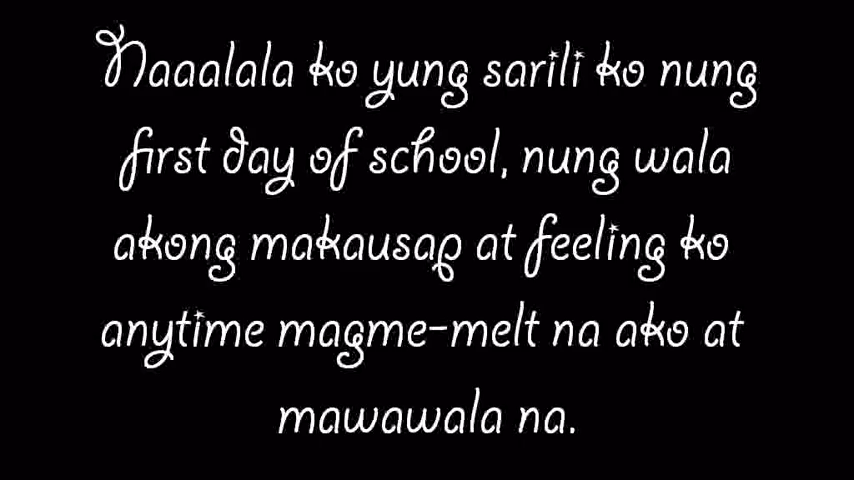 Naaalala ko yung sarili ko nung
first day of school, nung wala
akong makausap at feeling ko
anytime magme-melt na ako at
mawawala na.